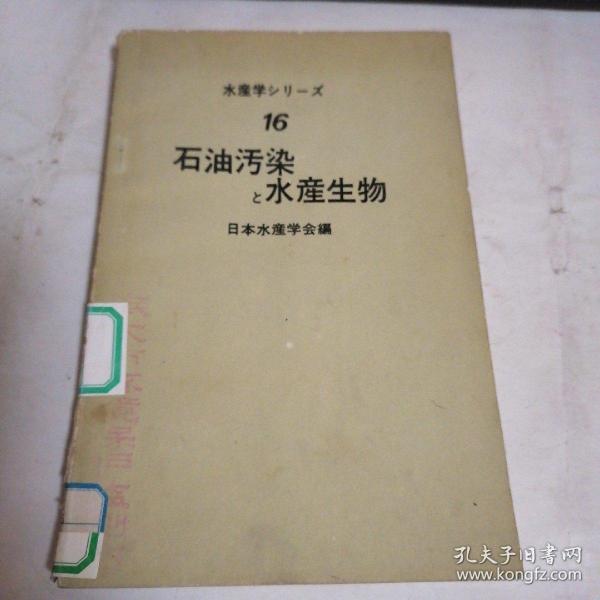 水産学シリーズ
16
石油汚染
と水産生物
日本水産学会編
孔夫子旧书网
www.kongfz.com